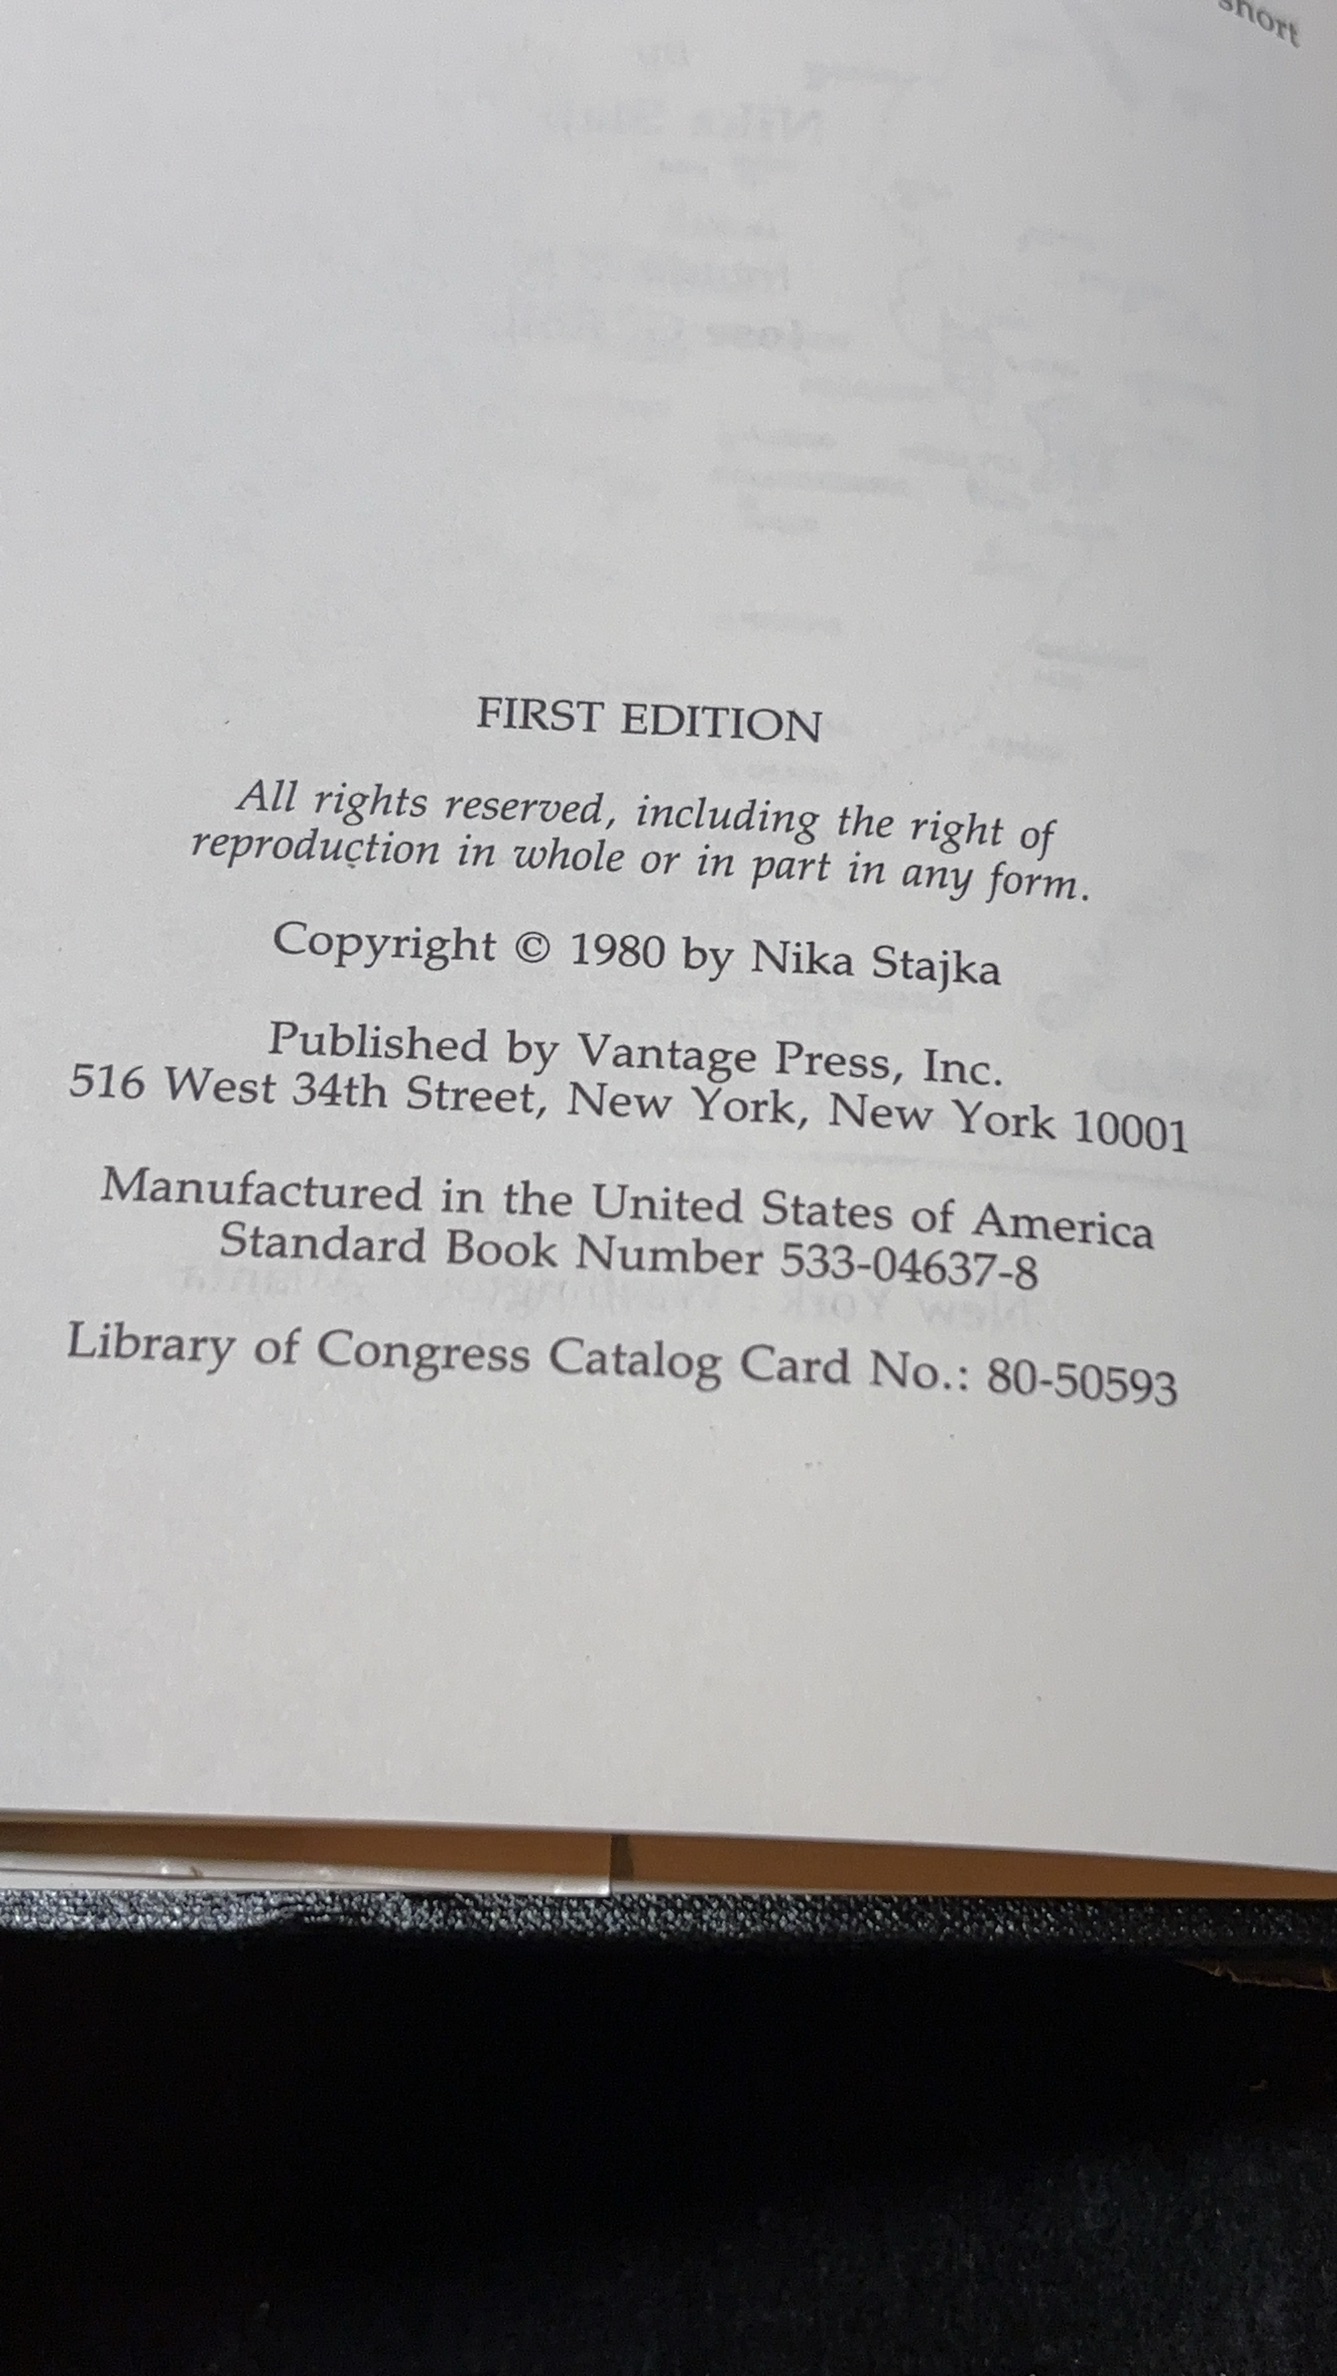 short
FIRST EDITION
All rights reserved, including the right of
reproduction in whole or in part in any form.
Copyright © 1980 by Nika Stajka
Published by Vantage Press, Inc.
516 West 34th Street, New York, New York 10001
Manufactured in the United States of America
Standard Book Number 533-04637-8
Library of Congress Catalog Card No.: 80-50593